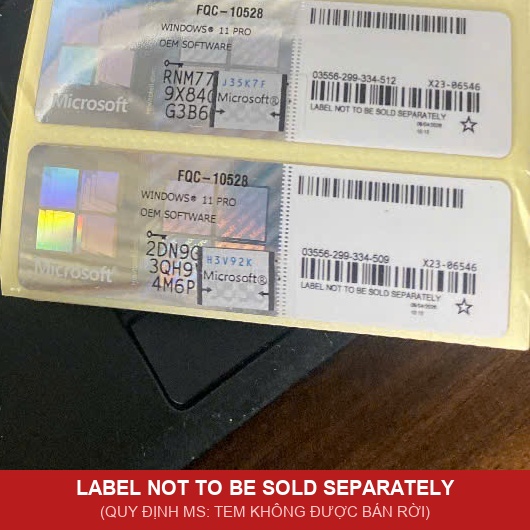 FQC-10528
WINDOWS® 11 PRO
OEM SOFTWARE
RNM77
J35K7F
9X84
Microsoft®
G3B6
Microsoft
03556-299-334-512
X23-06546
LABEL NOT TO BE SOLD SEPARATELY
FQC-10528
WINDOWS® 11 PRO
OEM SOFTWARE
2DN9
H3V92K
3QH9
Microsoft®
4M6P
Microsoft
03556-299-334-509
X23-06546
LABEL NOT TO BE SOLD SEPARATELY
LABEL NOT TO BE SOLD SEPARATELY
(QUY ĐỊNH MS: TEM KHÔNG ĐƯỢC BÁN RỜI)